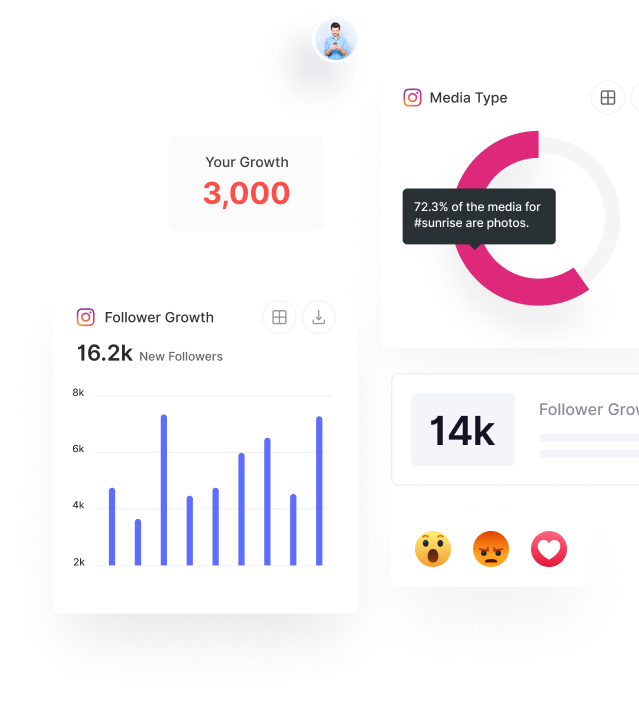 Media Type
Your Growth
3,000
72.3% of the media for
#sunrise are photos.
Follower Growth
16.2k New Followers
8k
6k
4k
2k
14k
Follower Grow